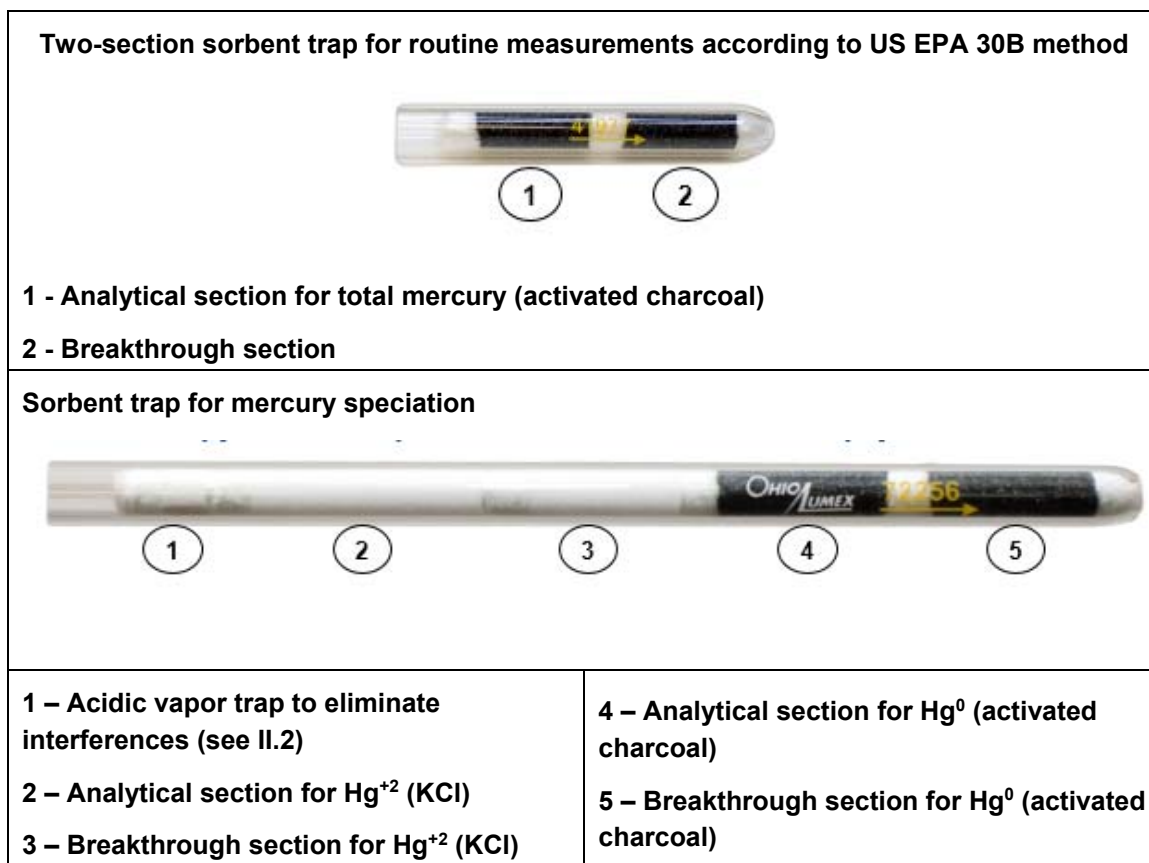 Two-section sorbent trap for routine measurements according to US EPA 30B method
1
2
1 - Analytical section for total mercury (activated charcoal)
2 - Breakthrough section
Sorbent trap for mercury speciation
OHIO LUMEX
72256
1
2
3
4
5
1 – Acidic vapor trap to eliminate
interferences (see II.2)
2 – Analytical section for Hg⁺² (KCl)
3 – Breakthrough section for Hg⁺² (KCl)
4 – Analytical section for Hg⁰ (activated
charcoal)
5 – Breakthrough section for Hg⁰ (activated
charcoal)